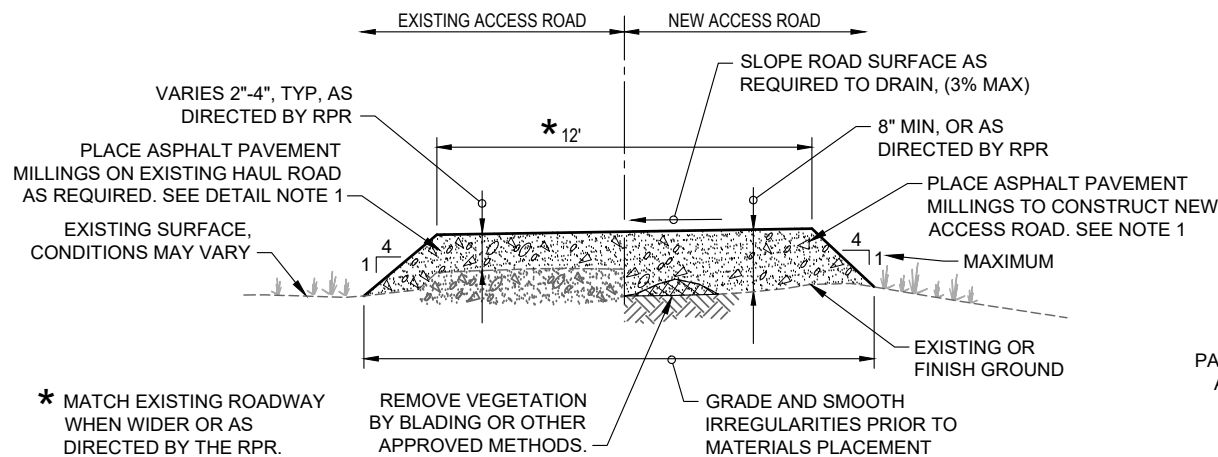 EXISTING ACCESS ROAD
NEW ACCESS ROAD
SLOPE ROAD SURFACE AS
REQUIRED TO DRAIN, (3% MAX)
VARIES 2"-4", TYP, AS
DIRECTED BY RPR
* 12'
8" MIN, OR AS
DIRECTED BY RPR
PLACE ASPHALT PAVEMENT
MILLINGS ON EXISTING HAUL ROAD
AS REQUIRED. SEE DETAIL NOTE 1
PLACE ASPHALT PAVEMENT
MILLINGS TO CONSTRUCT NEW
ACCESS ROAD. SEE NOTE 1
EXISTING SURFACE,
CONDITIONS MAY VARY
4
1
4
1
MAXIMUM
EXISTING OR
FINISH GROUND
PA
A
* MATCH EXISTING ROADWAY
WHEN WIDER OR AS
DIRECTED BY THE RPR.
REMOVE VEGETATION
BY BLADING OR OTHER
APPROVED METHODS.
GRADE AND SMOOTH
IRREGULARITIES PRIOR TO
MATERIALS PLACEMENT